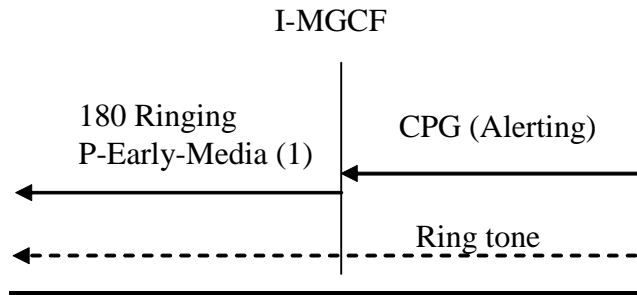 I-MGCF
180 Ringing
P-Early-Media (1)
CPG (Alerting)
Ring tone